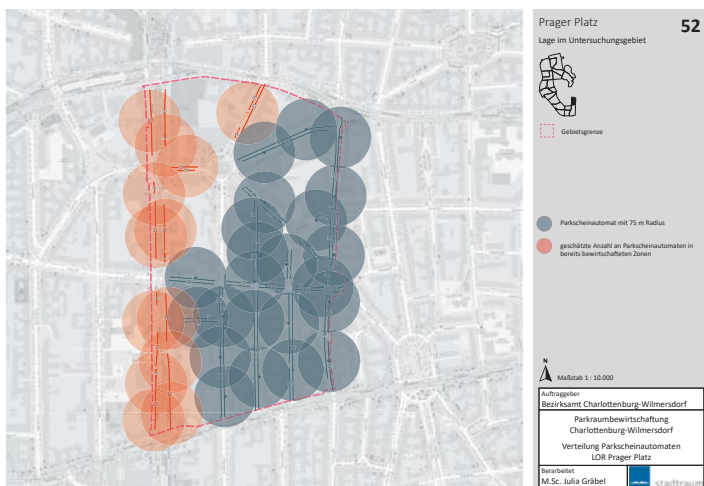 Prager Platz
52
Lage im Untersuchungsgebiet
Gebietsgrenze
Parkscheinautomat mit 75 m Radius
geschätzte Anzahl an Parkscheinautomaten in
bereits bewirtschafteten Zonen
N
Maßstab 1 : 10.000
Auftraggeber
Bezirksamt Charlottenburg-Wilmersdorf
Parkraumbewirtschaftung
Charlottenburg-Wilmersdorf
Verteilung Parkscheinautomaten
LOR Prager Platz
Berarbeitet
M.Sc. Julia Gräbel
stadtraum